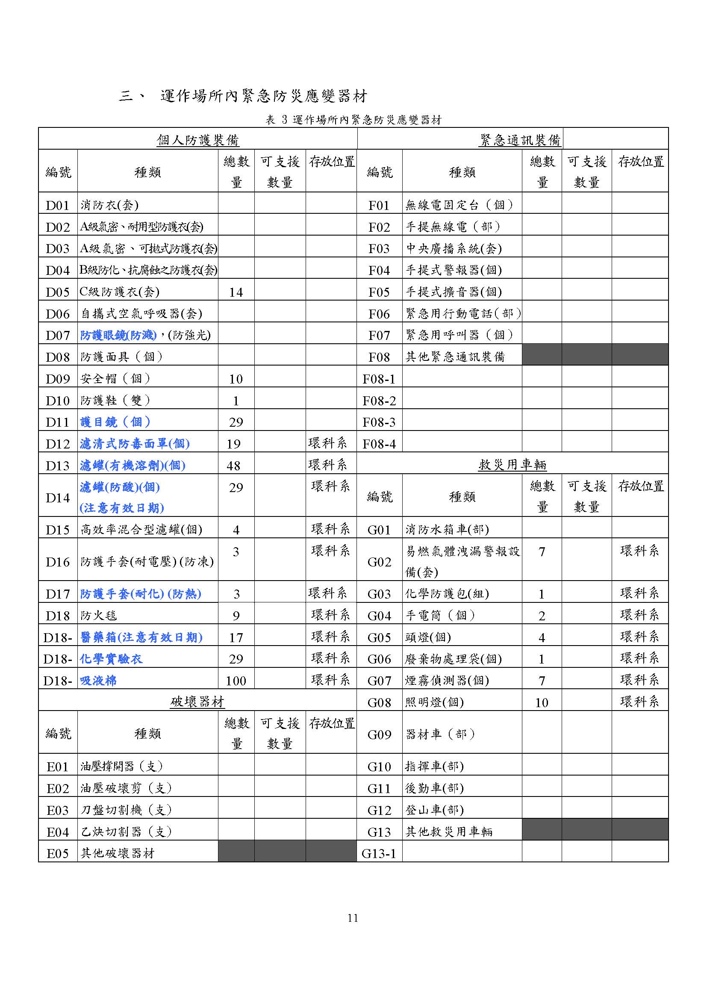 三、 運作場所內緊急防災應變器材
表 3 運作場所內緊急防災應變器材
個人防護裝備 緊急通訊裝備
編號 種類 總數量 可支援數量 存放位置 編號 種類 總數量 可支援數量 存放位置
D01 消防衣(套) F01 無線電固定台（個）
D02 A級氣密、耐用型防護衣(套) F02 手提無線電（部）
D03 A級氣密、可拋式防護衣(套) F03 中央廣播系統(套)
D04 B級防化、抗腐蝕之防護衣(套) F04 手提式警報器(個)
D05 C級防護衣(套) 14 F05 手提式擴音器(個)
D06 自攜式空氣呼吸器(套) F06 緊急用行動電話（部）
D07 防護眼鏡(防濺)，(防強光) F07 緊急用呼叫器（個）
D08 防護面具（個） F08 其他緊急通訊裝備
D09 安全帽（個） 10 F08-1
D10 防護鞋（雙） 1 F08-2
D11 護目鏡（個） 29 F08-3
D12 濾清式防毒面罩(個) 19 環科系 F08-4
D13 濾罐(有機溶劑)(個) 48 環科系 救災用車輛
D14 濾罐(防酸)(個) 29 環科系 編號 種類 總數量 可支援數量 存放位置
(注意有效日期)
D15 高效率混合型濾罐(個) 4 環科系 G01 消防水箱車(部)
D16 防護手套(耐電壓) (防凍) 3 環科系 G02 易燃氣體洩漏警報設 7 環科系
備(套)
D17 防護手套(耐化) (防熱) 3 環科系 G03 化學防護包(組) 1 環科系
D18 防火毯 9 環科系 G04 手電筒（個） 2 環科系
D18- 醫藥箱(注意有效日期) 17 環科系 G05 頭燈(個) 4 環科系
D18- 化學實驗衣 29 環科系 G06 廢棄物處理袋(個) 1 環科系
D18- 吸液棉 100 環科系 G07 煙霧偵測器(個) 7 環科系
破壞器材 G08 照明燈(個) 10 環科系
編號 種類 總數量 可支援數量 存放位置 G09 器材車（部）
E01 油壓撐開器（支） G10 指揮車(部)
E02 油壓破壞剪（支） G11 後勤車(部)
E03 刀盤切割機（支） G12 登山車(部)
E04 乙炔切割器（支） G13 其他救災用車輛
E05 其他破壞器材 G13-1
11